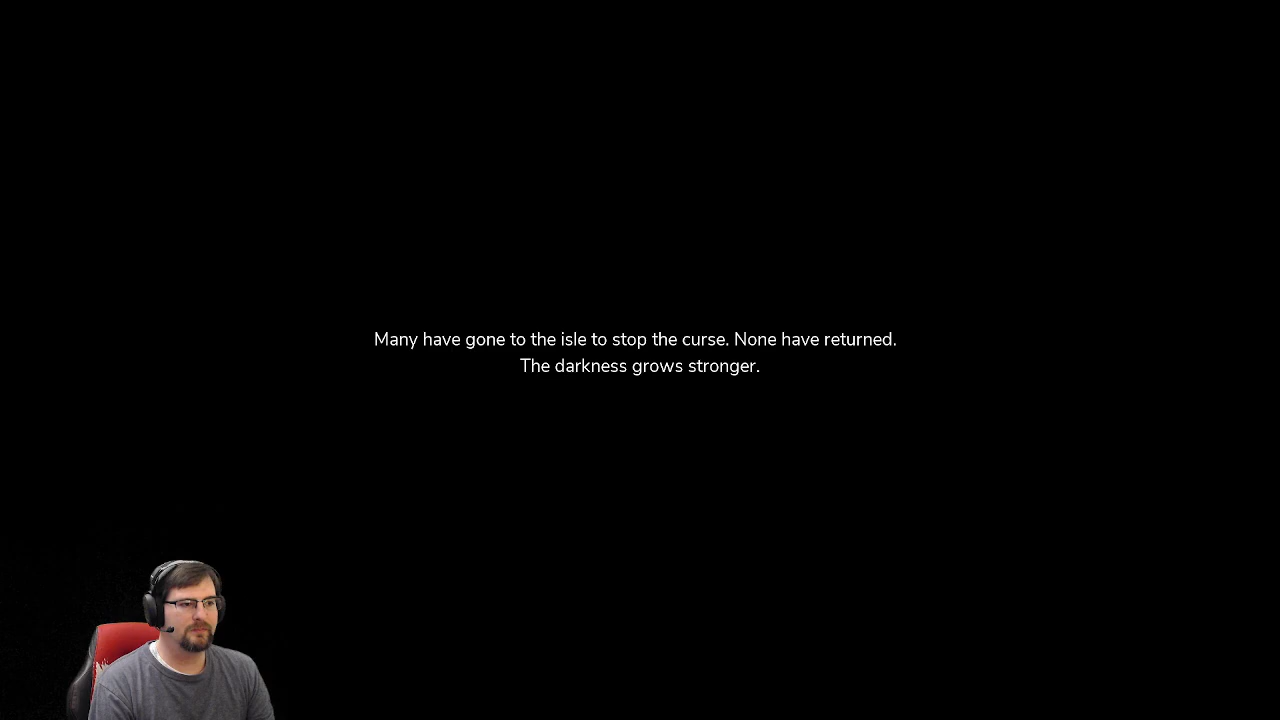 Many have gone to the isle to stop the curse. None have returned.
The darkness grows stronger.